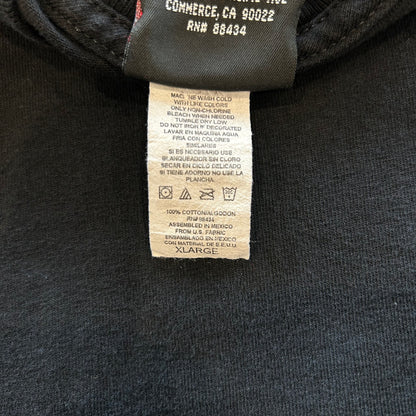 COMMERCE, CA 90022
RN# 88434
MACHINE WASH COLD
WITH LIKE COLORS
ONLY NON-CHLORINE
BLEACH WHEN NEEDED
TUMBLE DRY LOW
DO NOT IRON IF DECORATED
LAVAR EN MAQUINA AGUA
FRIA CON COLORES
SIMILARES
SI ES NECESARIO USE
BLANQUEADOR SIN CLORO
SECAR EN CICLO DELICADO
SI TIENE ADORNO NO USE LA
PLANCHA.
100% COTTON/ALGODON
RN#88434
ASSEMBLED IN MEXICO
FROM U.S. FABRIC
ENSAMBLADO EN MEXICO
CON MATERIAL DE E.U.U.
XLARGE